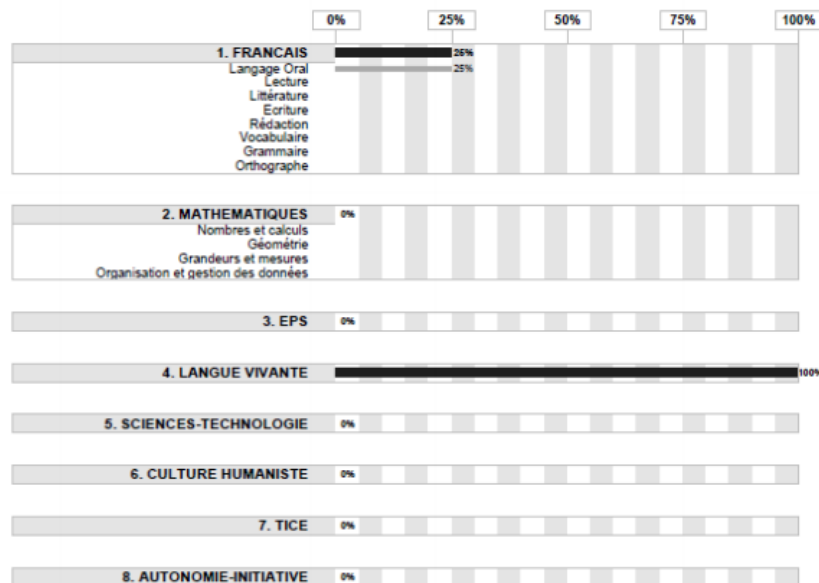 0% 25% 50% 75% 100%
1. FRANCAIS 25%
Langage Oral 25%
Lecture
Littérature
Ecriture
Rédaction
Vocabulaire
Grammaire
Orthographe
2. MATHEMATIQUES 0%
Nombres et calculs
Géométrie
Grandeurs et mesures
Organisation et gestion des données
3. EPS 0%
4. LANGUE VIVANTE 100%
5. SCIENCES-TECHNOLOGIE 0%
6. CULTURE HUMANISTE 0%
7. TICE 0%
8. AUTONOMIE-INITIATIVE 0%